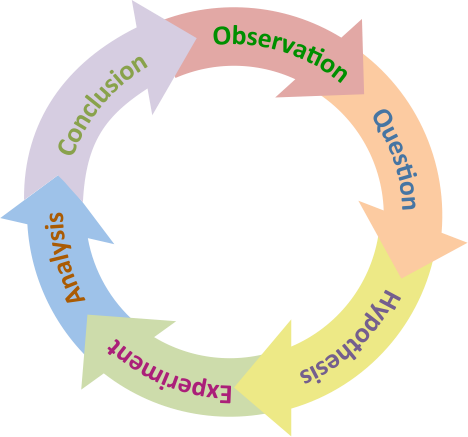 Observation
Question
Hypothesis
Experiment
Analysis
Conclusion